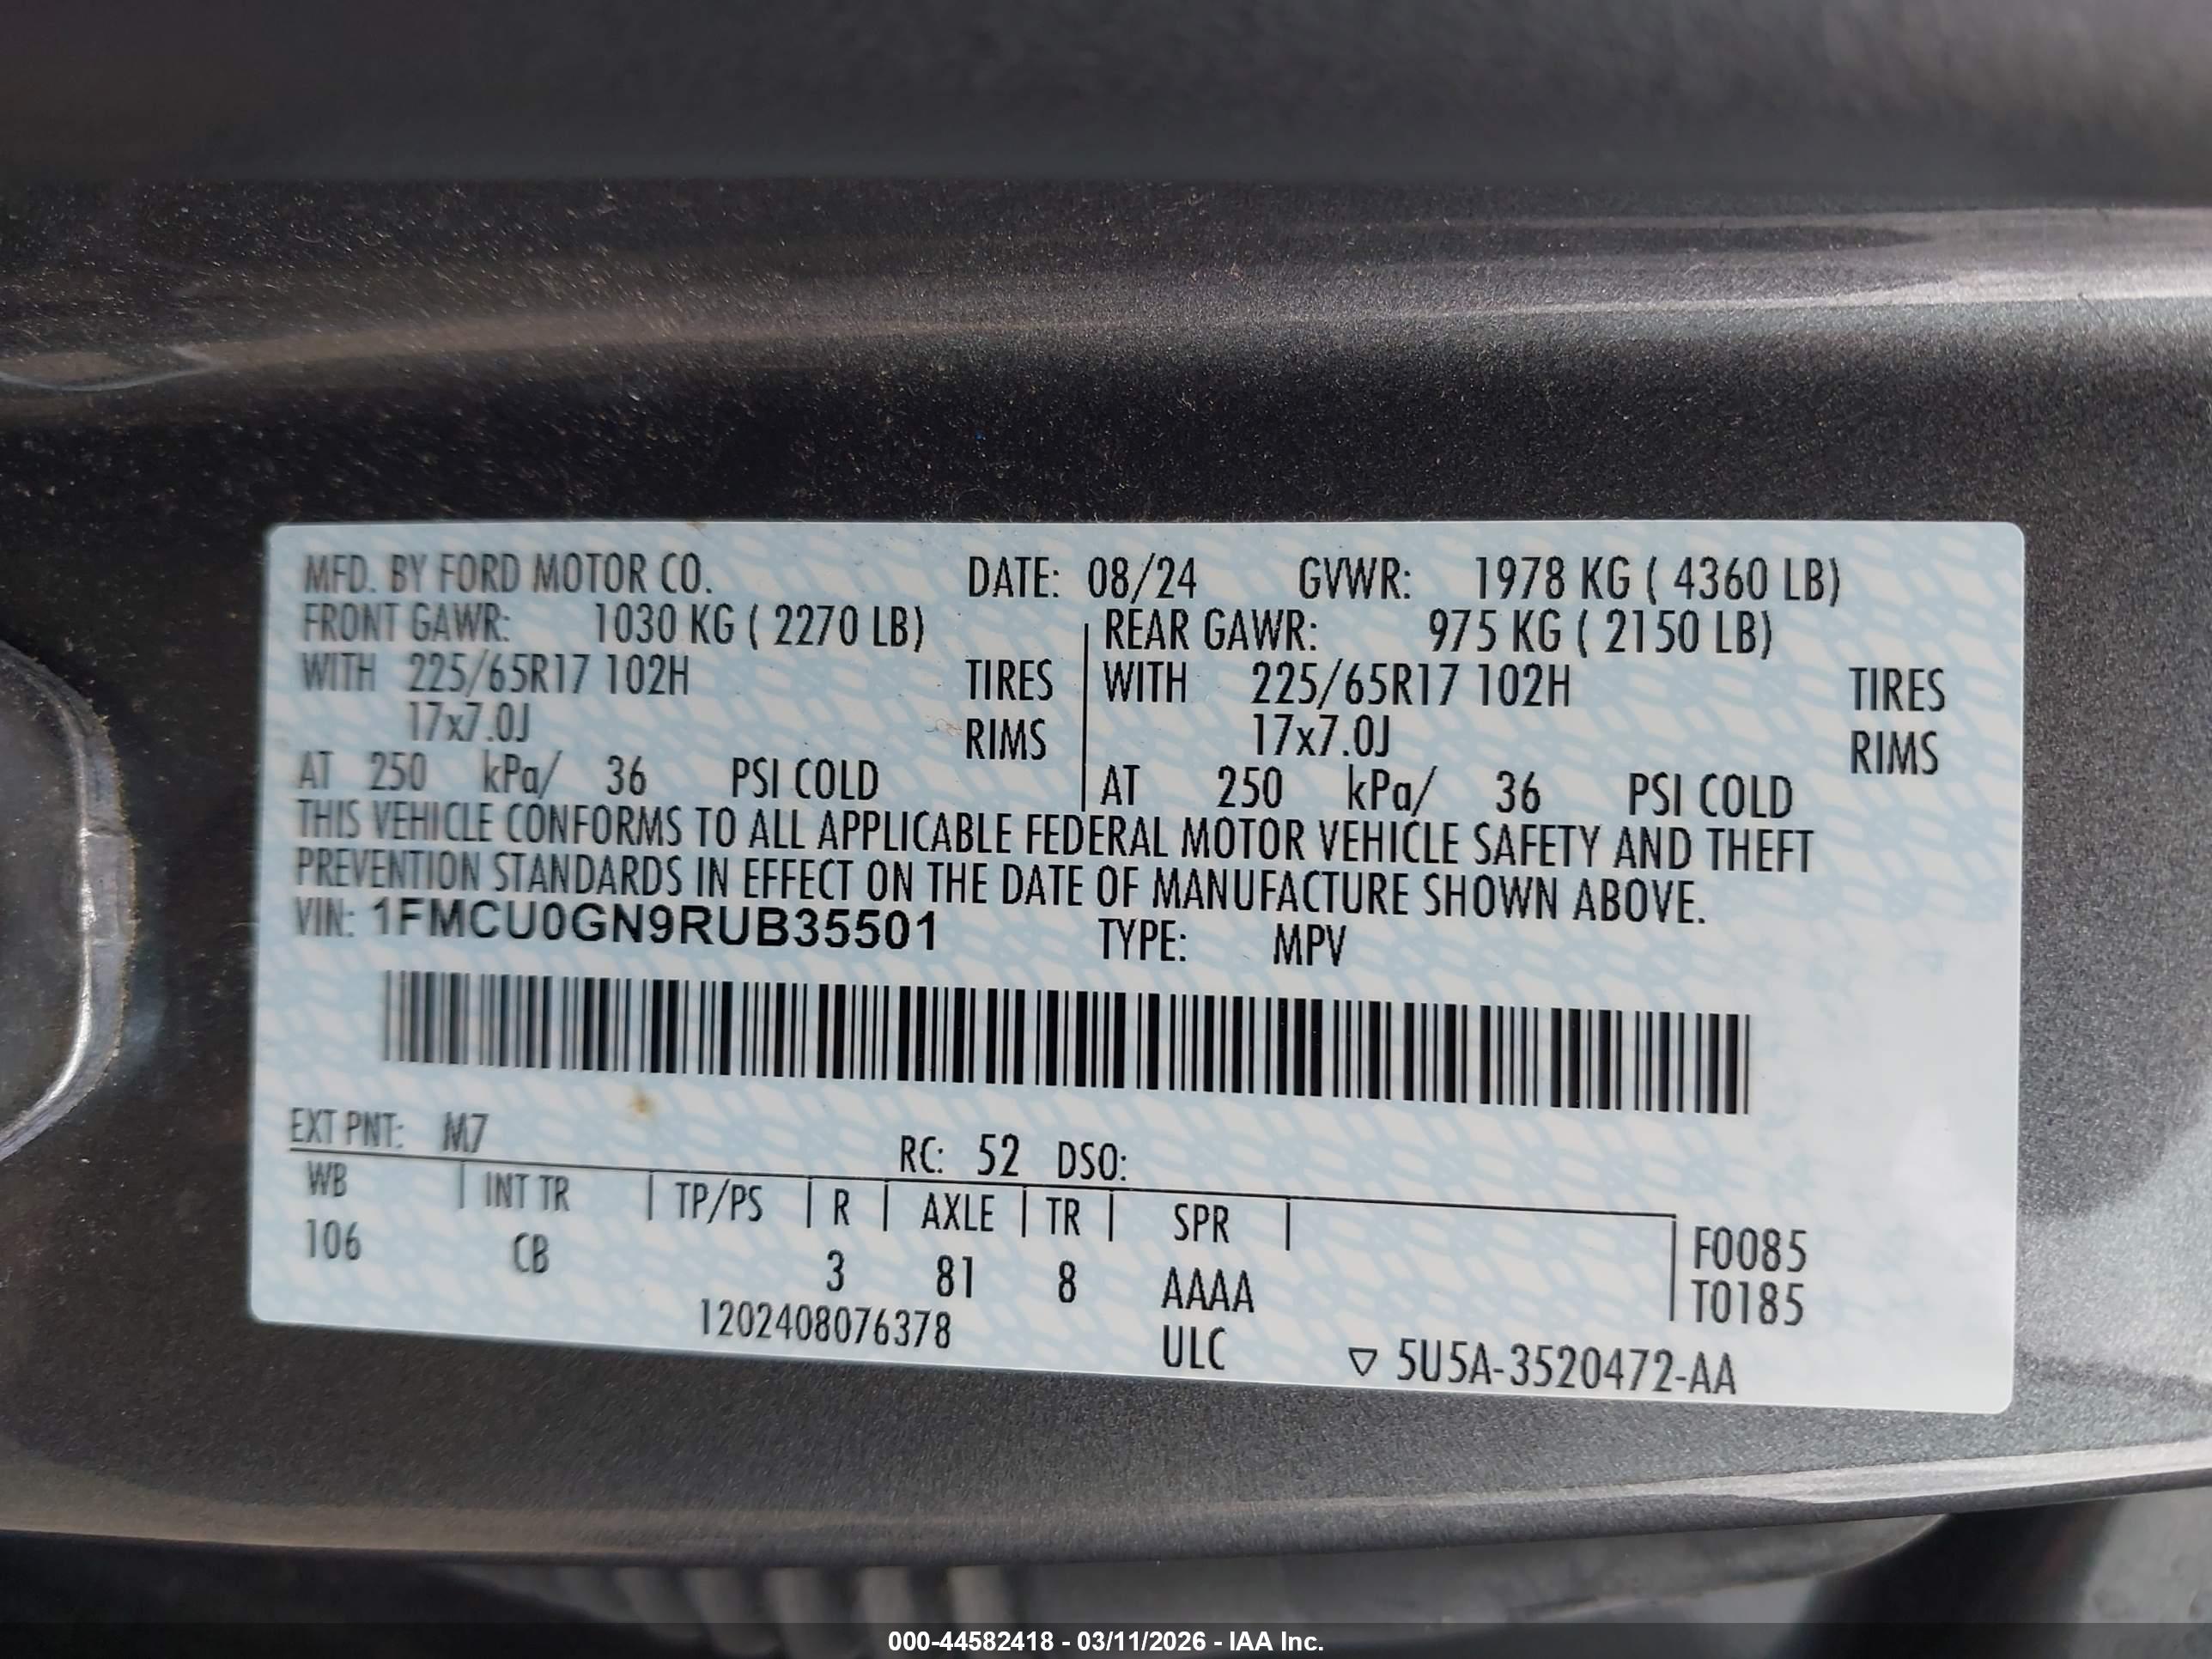 MFD. BY FORD MOTOR CO. DATE: 08/24 GVWR: 1978 KG ( 4360 LB)
FRONT GAWR: 1030 KG ( 2270 LB) REAR GAWR: 975 KG ( 2150 LB)
WITH 225/65R17 102H TIRES WITH 225/65R17 102H TIRES
17x7.0J RIMS 17x7.0J RIMS
AT 250 kPa/ 36 PSI COLD AT 250 kPa/ 36 PSI COLD
THIS VEHICLE CONFORMS TO ALL APPLICABLE FEDERAL MOTOR VEHICLE SAFETY AND THEFT
PREVENTION STANDARDS IN EFFECT ON THE DATE OF MANUFACTURE SHOWN ABOVE.
VIN: 1FMCU0GN9RUB35501 TYPE: MPV
EXT PNT: M7 RC: 52 DSO:
WB INT TR TP/PS R AXLE TR SPR F0085
106 CB 3 81 8 AAAA T0185
1202408076378 ULC ▽ 5U5A-3520472-AA
000-44582418 - 03/11/2026 - IAA Inc.